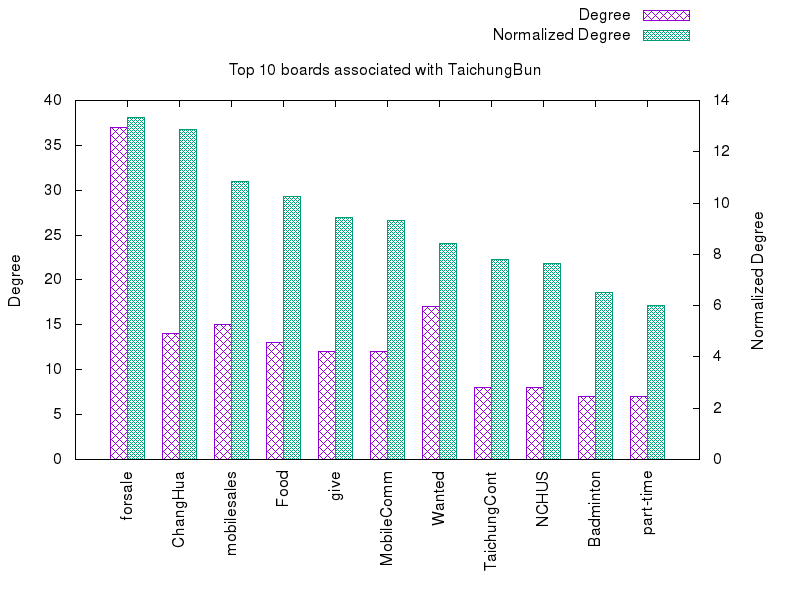 Degree
Normalized Degree
Top 10 boards associated with TaichungBun
40
35
30
25
20
15
10
5
0
14
12
10
8
6
4
2
0
Degree
Normalized Degree
forsale
ChangHua
mobilesales
Food
give
MobileComm
Wanted
TaichungCont
NCHUS
Badminton
part-time